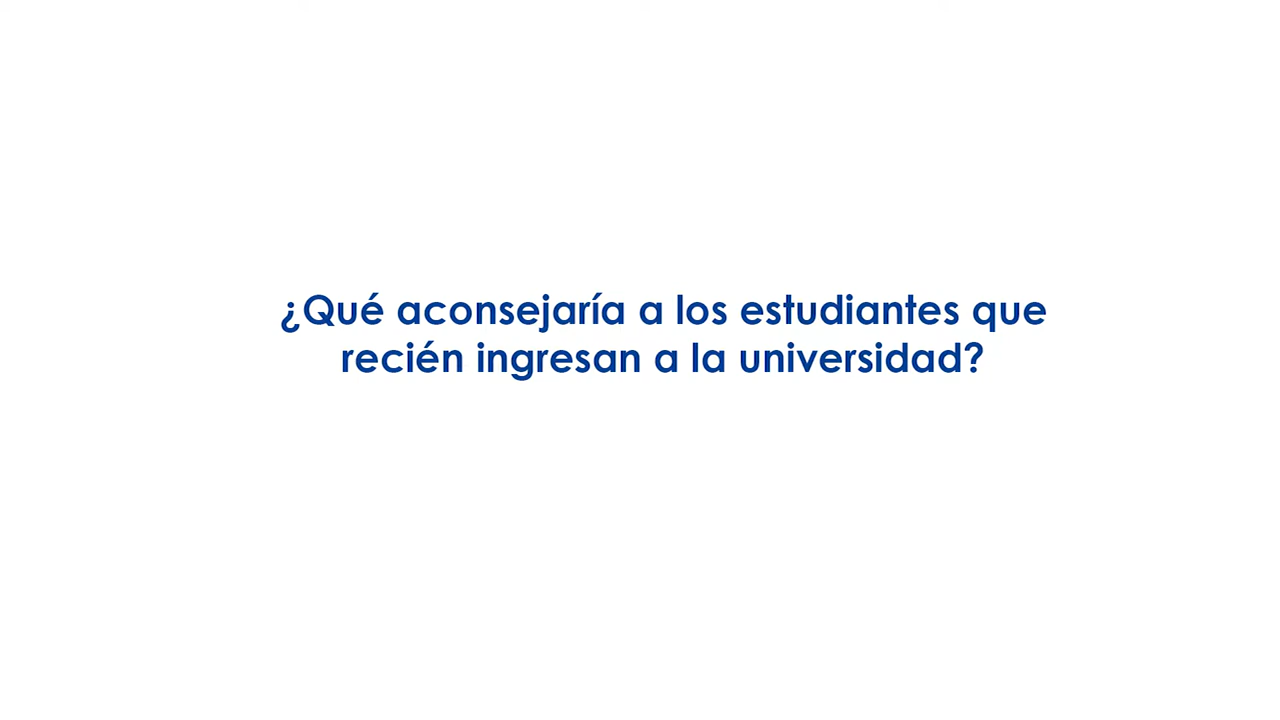 ¿Qué aconsejaría a los estudiantes que
recién ingresan a la universidad?